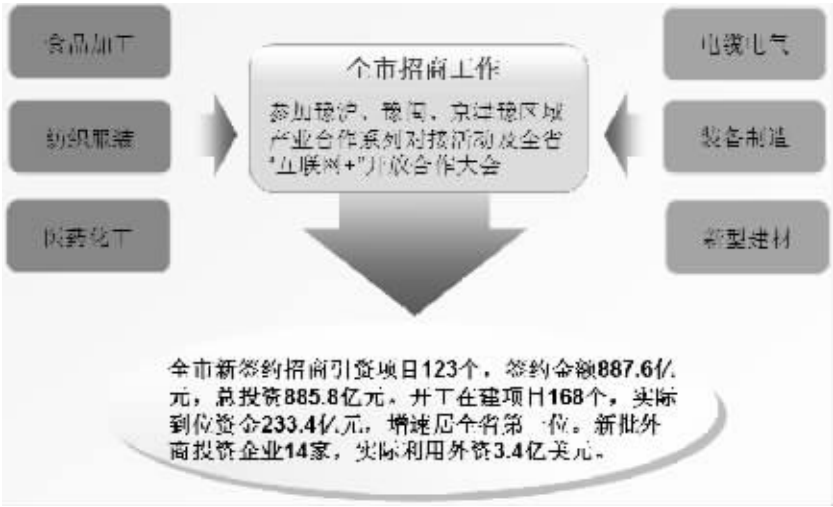 食品加工
纺织服装
医药化工
全市招商工作
参加豫沪、豫闽、京津豫区域
产业合作系列对接活动及全省
“互联网+”开放合作大会
电缆电气
装备制造
新型建材
全市新签约招商引资项目123个，签约金额887.6亿
元，总投资885.8亿元。开工在建项目168个，实际
到位资金233.4亿元，增速居全省第 位。新批外
商投资企业14家，实际利用外资3.4亿美元。